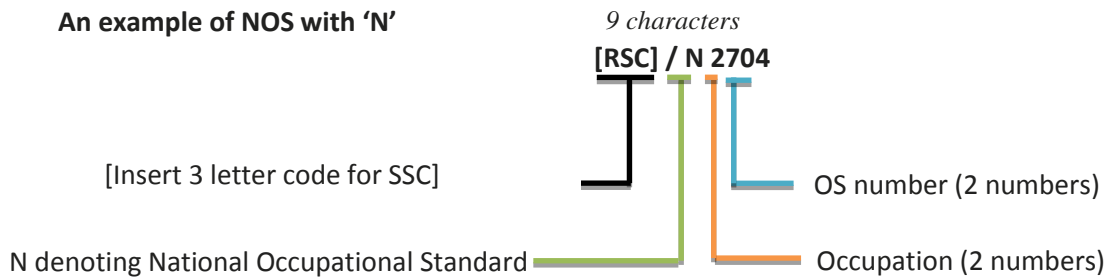 An example of NOS with ‘N’
9 characters
[RSC] / N 2704
[Insert 3 letter code for SSC]
OS number (2 numbers)
N denoting National Occupational Standard
Occupation (2 numbers)